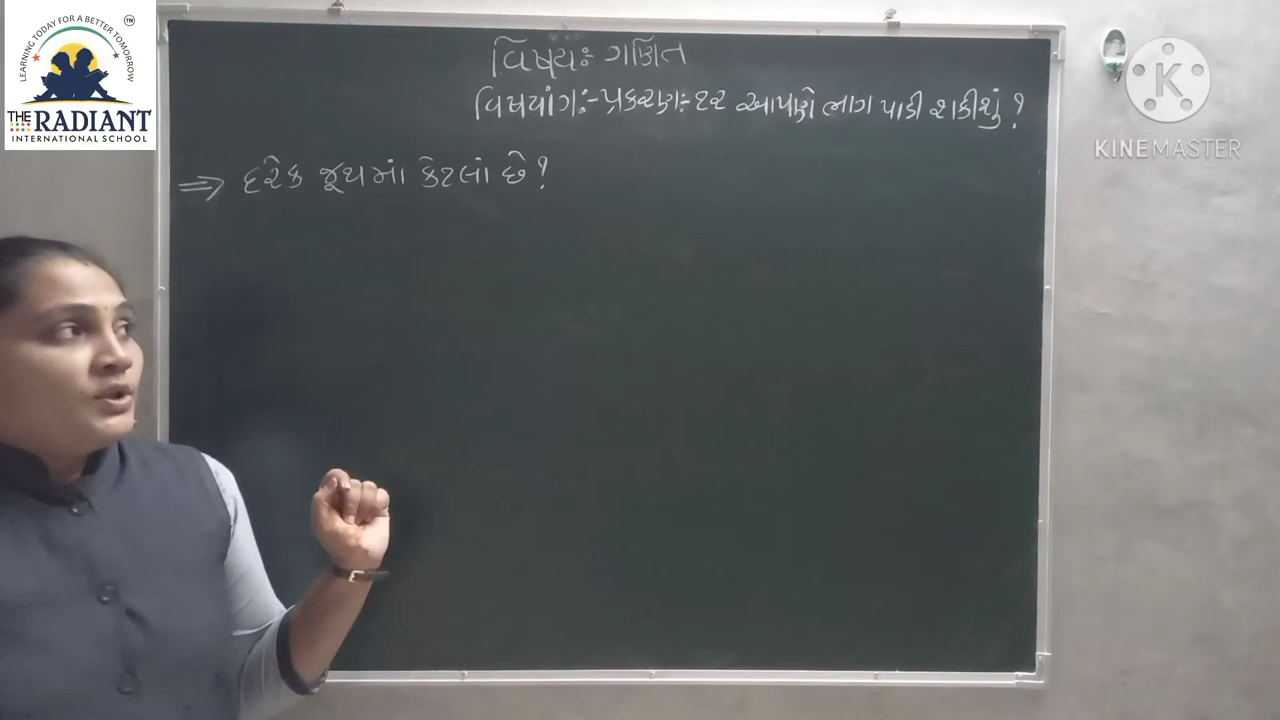 LEARNING TODAY FOR A BETTER TOMORROW
TM
THE RADIANT
INTERNATIONAL SCHOOL
વિષય:- ગણિત
વિષયાંગ:- પ્રકરણ:- ૧૨ આપણે ભાગ પાડી શકીશું ?
⇒ દરેક જૂથમાં કેટલાં છે ?
K
KINEMASTER